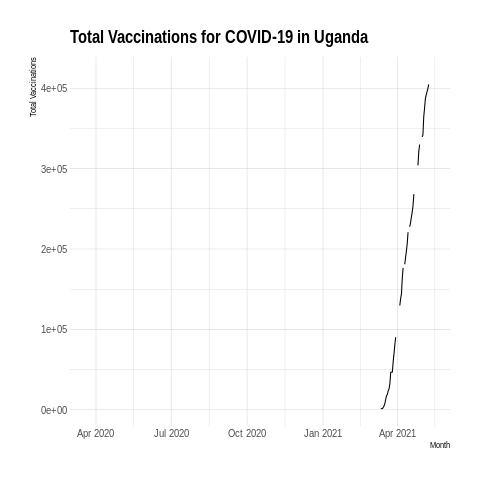 Total Vaccinations for COVID-19 in Uganda
Total Vaccinations
4e+05
3e+05
2e+05
1e+05
0e+00
Apr 2020
Jul 2020
Oct 2020
Jan 2021
Apr 2021
Month